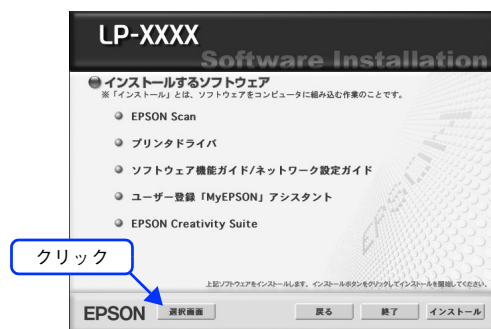 LP-XXXX
Software Installation
インストールするソフトウェア
※「インストール」とは、ソフトウェアをコンピュータに組み込む作業のことです。
EPSON Scan
プリンタドライバ
ソフトウェア機能ガイド/ネットワーク設定ガイド
ユーザー登録「MyEPSON」アシスタント
EPSON Creativity Suite
EPSON
クリック
上記ソフトウェアをインストールします。インストールボタンをクリックしてインストールを開始してください。
EPSON 選択画面 戻る 終了 インストール